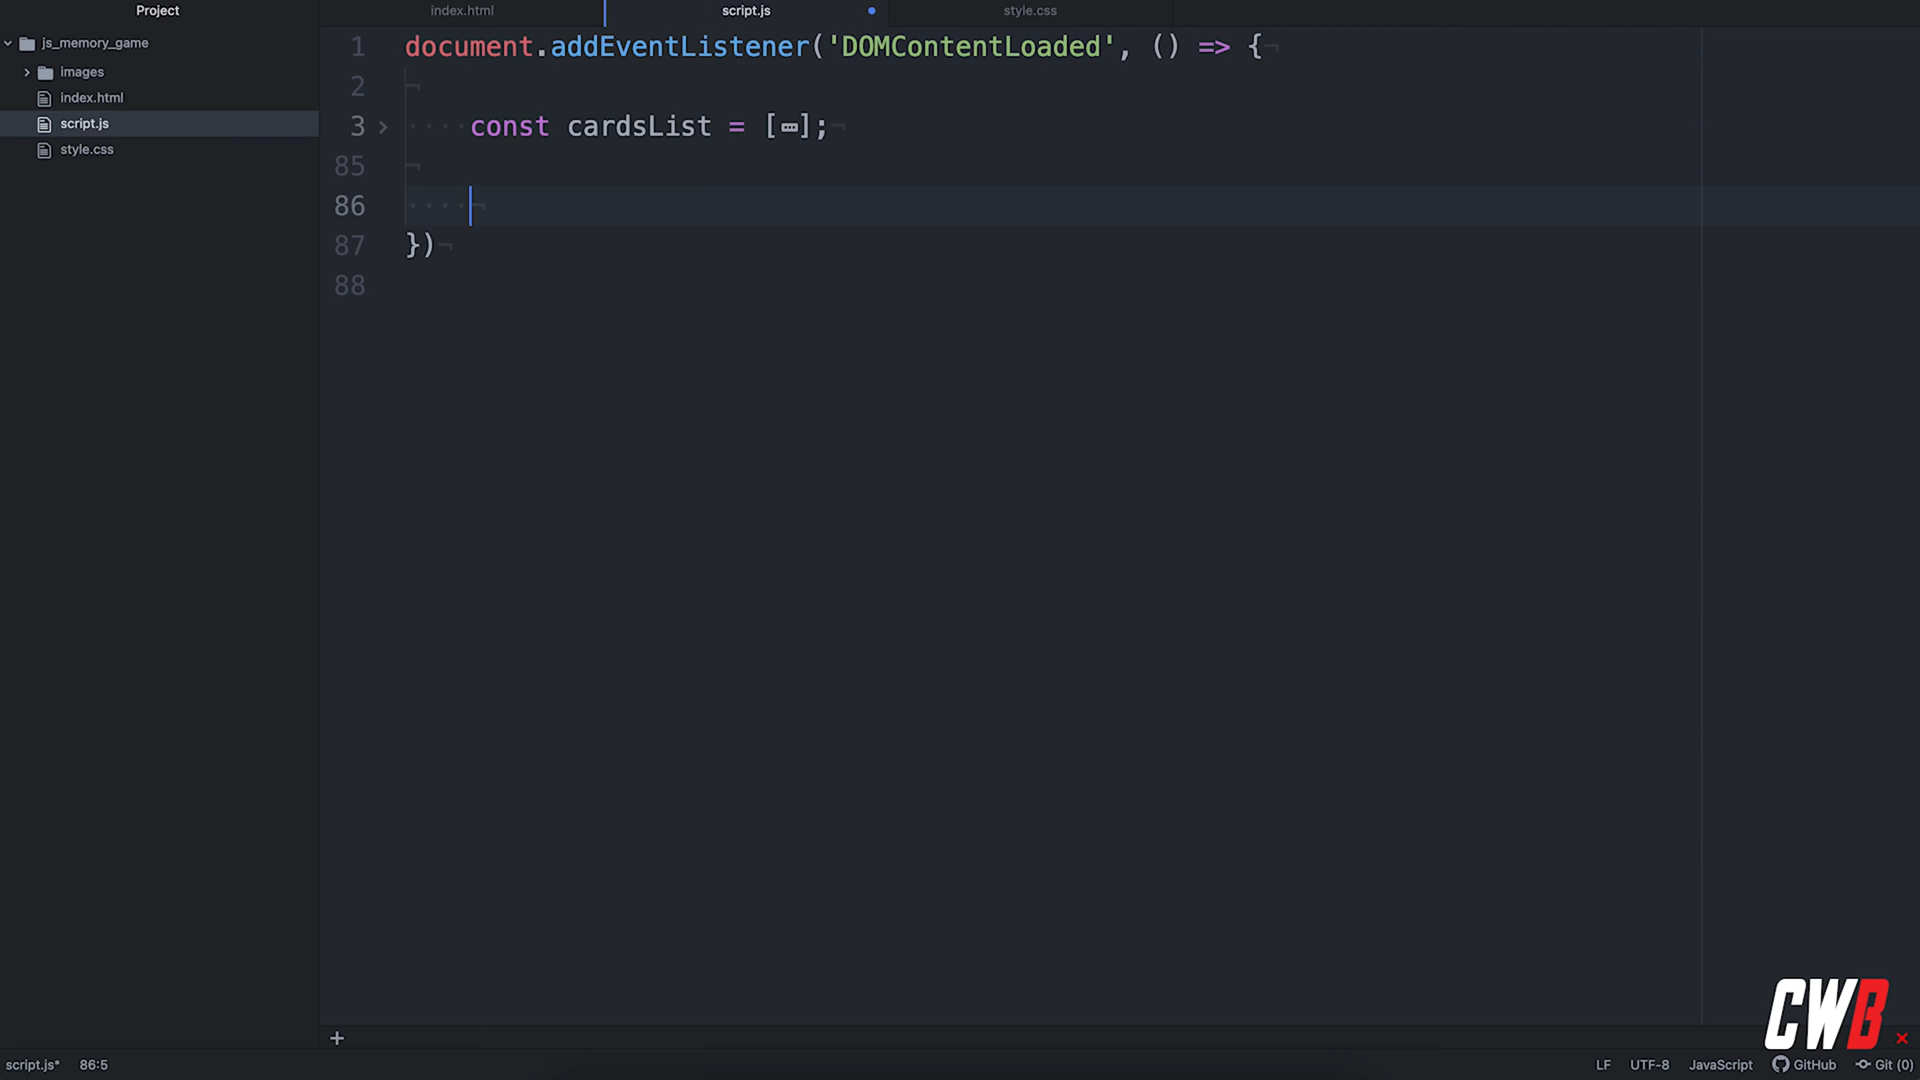 Project
index.html
script.js
style.css
js_memory_game
images
index.html
script.js
style.css
1 document.addEventListener('DOMContentLoaded', () => {
2
3 const cardsList = […];
85
86
87 })
88
CWB
script.js* 86:5
LF UTF-8 JavaScript GitHub Git (0)